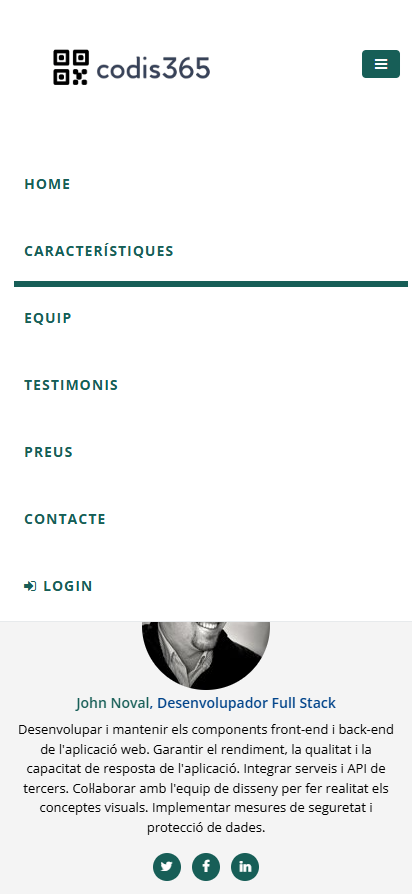 codis365
HOME
CARACTERÍSTIQUES
EQUIP
TESTIMONIS
PREUS
CONTACTE
LOGIN
John Noval, Desenvolupador Full Stack
Desenvolupar i mantenir els components front-end i back-end
de l'aplicació web. Garantir el rendiment, la qualitat i la
capacitat de resposta de l'aplicació. Integrar serveis i API de
tercers. Col·laborar amb l'equip de disseny per fer realitat els
conceptes visuals. Implementar mesures de seguretat i
protecció de dades.